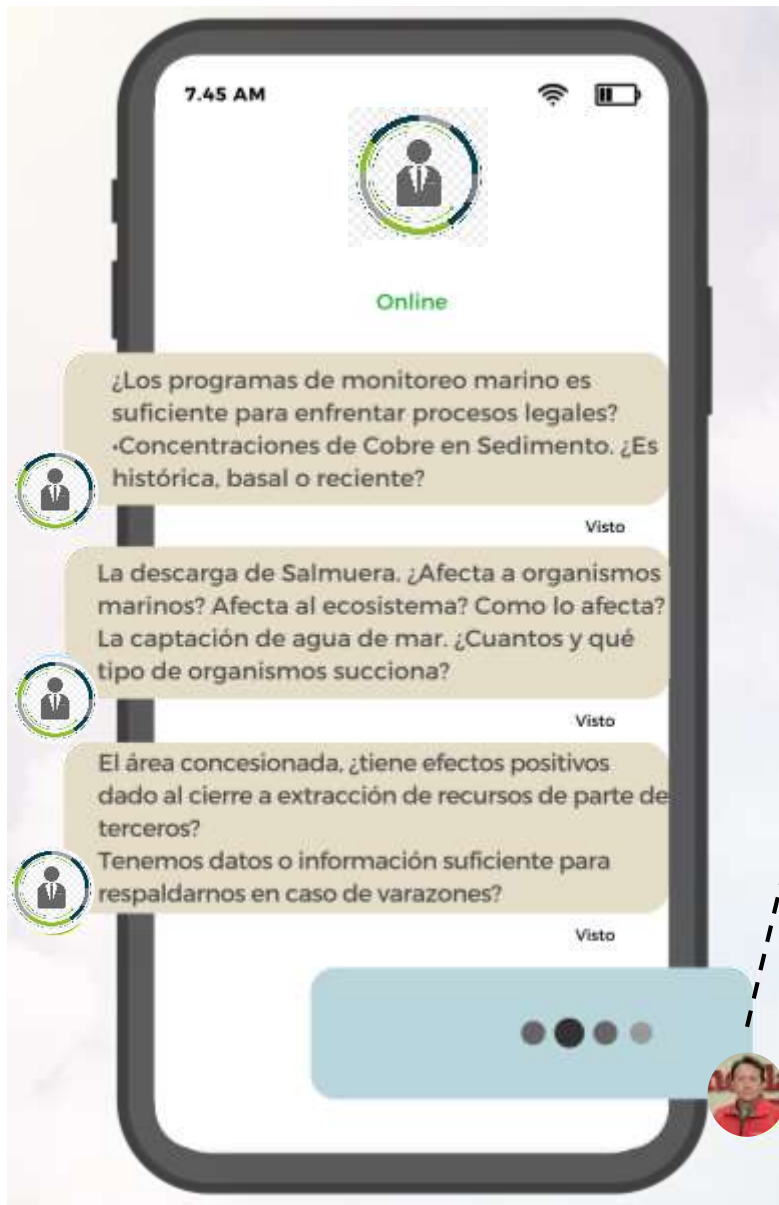 7.45 AM
Online
¿Los programas de monitoreo marino es
suficiente para enfrentar procesos legales?
•Concentraciones de Cobre en Sedimento. ¿Es
histórica, basal o reciente?
Visto
La descarga de Salmuera. ¿Afecta a organismos
marinos? Afecta al ecosistema? Como lo afecta?
La captación de agua de mar. ¿Cuantos y qué
tipo de organismos succiona?
Visto
El área concesionada, ¿tiene efectos positivos
dado al cierre a extracción de recursos de parte de
terceros?
Tenemos datos o información suficiente para
respaldarnos en caso de varazones?
Visto